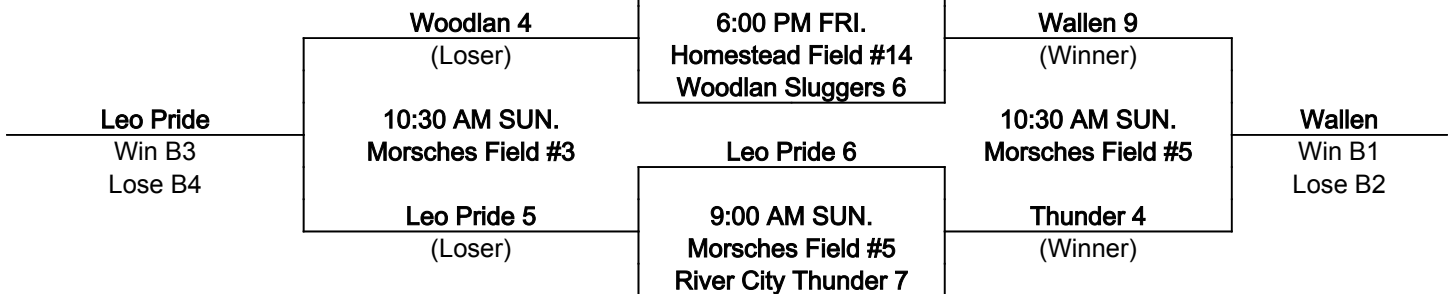 Woodlan 4
(Loser)
6:00 PM FRI.
Homestead Field #14
Woodlan Sluggers 6
Wallen 9
(Winner)
Leo Pride
Win B3
Lose B4
10:30 AM SUN.
Morsches Field #3
Leo Pride 6
10:30 AM SUN.
Morsches Field #5
Wallen
Win B1
Lose B2
Leo Pride 5
(Loser)
9:00 AM SUN.
Morsches Field #5
River City Thunder 7
Thunder 4
(Winner)